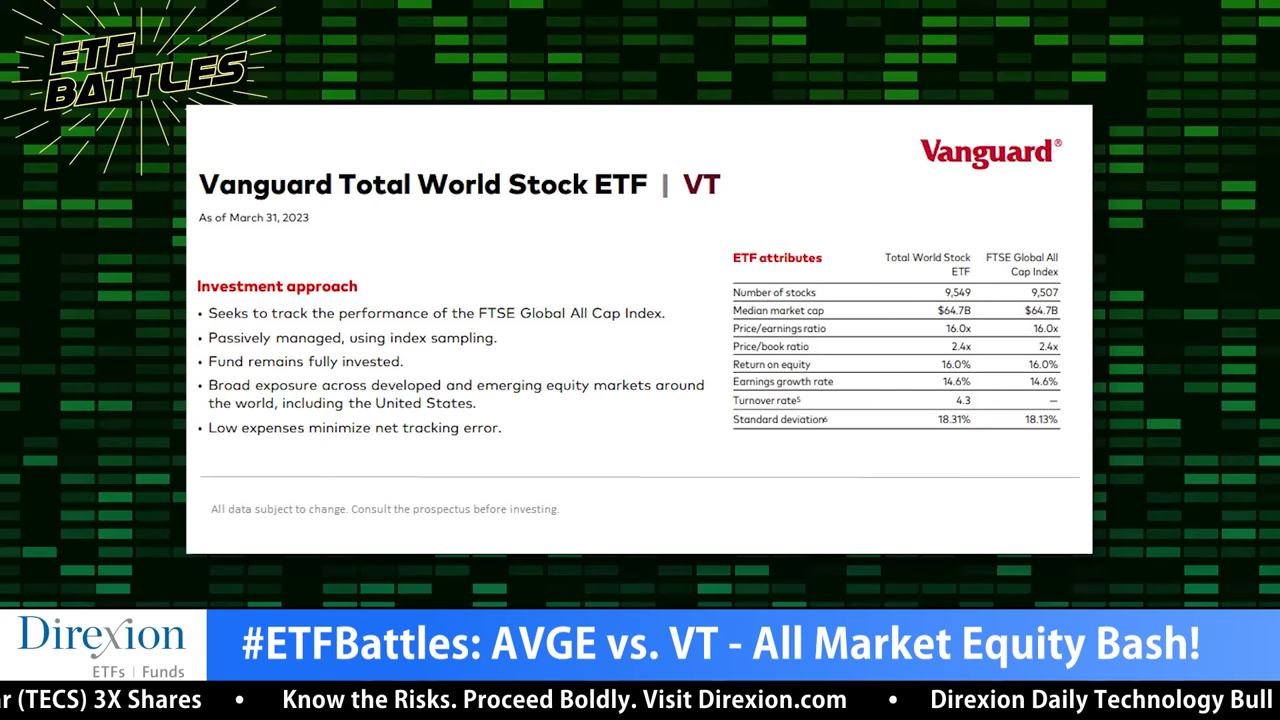 ETF
BATTLES
Vanguard®
Vanguard Total World Stock ETF | VT
As of March 31, 2023
Investment approach
• Seeks to track the performance of the FTSE Global All Cap Index.
• Passively managed, using index sampling.
• Fund remains fully invested.
• Broad exposure across developed and emerging equity markets around
the world, including the United States.
• Low expenses minimize net tracking error.
ETF attributes Total World Stock ETF FTSE Global All Cap Index
Number of stocks 9,549 9,507
Median market cap $64.7B $64.7B
Price/earnings ratio 16.0x 16.0x
Price/book ratio 2.4x 2.4x
Return on equity 16.0% 16.0%
Earnings growth rate 14.6% 14.6%
Turnover rate⁵ 4.3 —
Standard deviation⁶ 18.31% 18.13%
All data subject to change. Consult the prospectus before investing.
Direxion
ETFs | Funds
#ETFBattles: AVGE vs. VT - All Market Equity Bash!
ar (TECS) 3X Shares • Know the Risks. Proceed Boldly. Visit Direxion.com • Direxion Daily Technology Bull